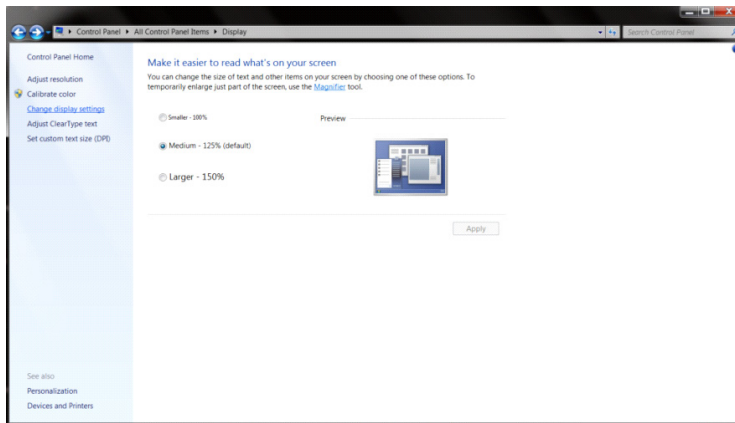 Control Panel ▸ All Control Panel Items ▸ Display
Search Control Panel
Control Panel Home
Adjust resolution
Calibrate color
Change display settings
Adjust ClearType text
Set custom text size (DPI)
Make it easier to read what's on your screen
You can change the size of text and other items on your screen by choosing one of these options. To
temporarily enlarge just part of the screen, use the Magnifier tool.
Smaller - 100%
Preview
Medium - 125% (default)
Larger - 150%
Apply
See also
Personalization
Devices and Printers